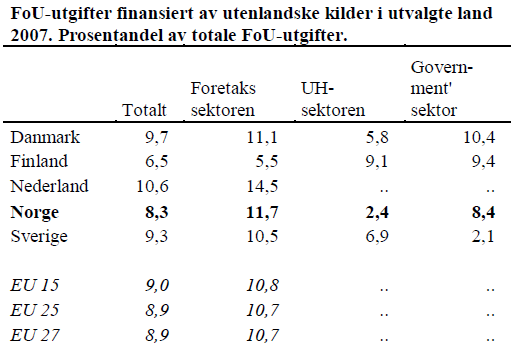 FoU-utgifter finansiert av utenlandske kilder i utvalgte land
2007. Prosentandel av totale FoU-utgifter.
Totalt Foretaks sektoren UH-sektoren Govern-ment' sektor
Danmark 9,7 11,1 5,8 10,4
Finland 6,5 5,5 9,1 9,4
Nederland 10,6 14,5 .. ..
Norge 8,3 11,7 2,4 8,4
Sverige 9,3 10,5 6,9 2,1
EU 15 9,0 10,8 .. ..
EU 25 8,9 10,7 .. ..
EU 27 8,9 10,7 .. ..